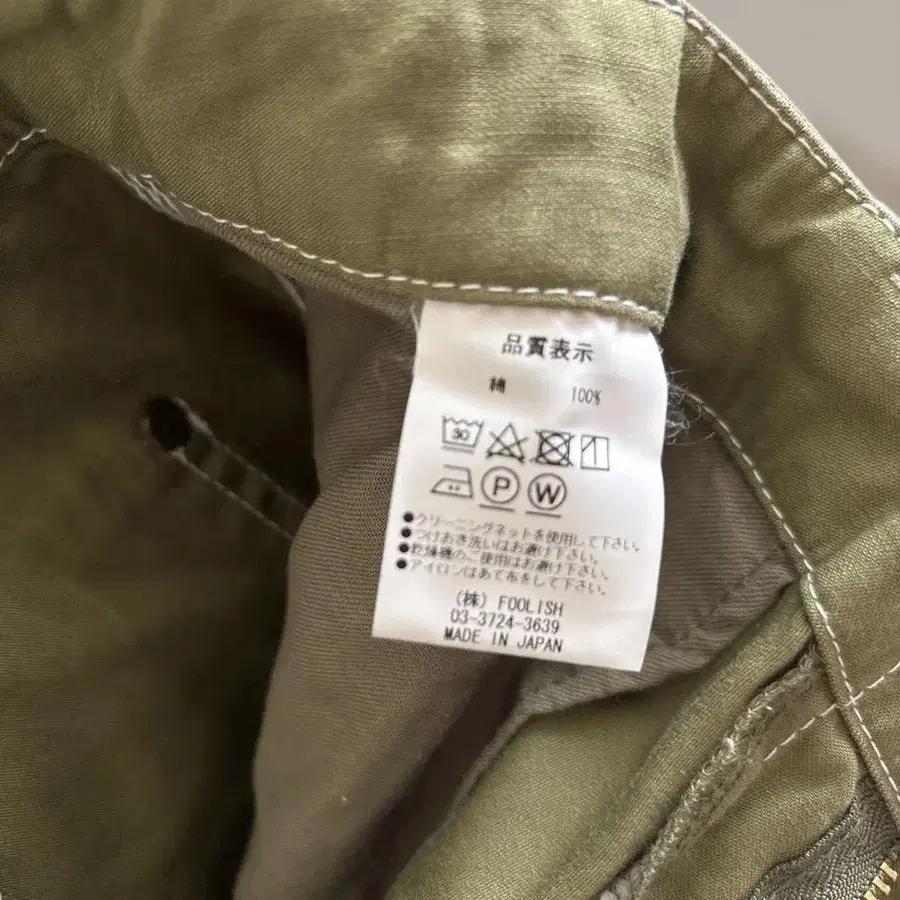 品質表示
綿 100%
30
P W
●クリーニングネットを使用して下さい。
●つけおき洗いはお避け下さい。
●乾燥機のご使用はお避け下さい。
●アイロンはあて布をして下さい。
(株) FOOLISH
03-3724-3639
MADE IN JAPAN